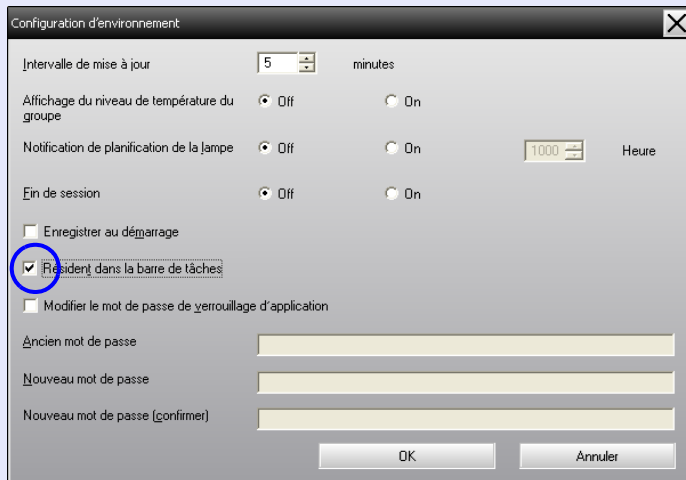 Configuration d'environnement
Intervalle de mise à jour 5 minutes
Affichage du niveau de température du groupe Off On
Notification de planification de la lampe Off On 1000 Heure
Fin de session Off On
Enregistrer au démarrage
Résident dans la barre de tâches
Modifier le mot de passe de verrouillage d'application
Ancien mot de passe
Nouveau mot de passe
Nouveau mot de passe (confirmer)
OK Annuler